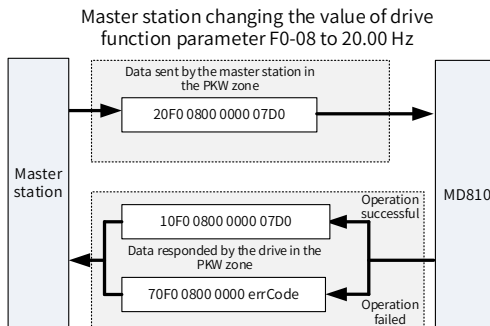 Master station changing the value of drive
function parameter F0-08 to 20.00 Hz
Data sent by the master station in
the PKW zone
20F0 0800 0000 07D0
Master
station
MD810
Operation
successful
10F0 0800 0000 07D0
Data responded by the drive in the
PKW zone
70F0 0800 0000 errCode
Operation
failed